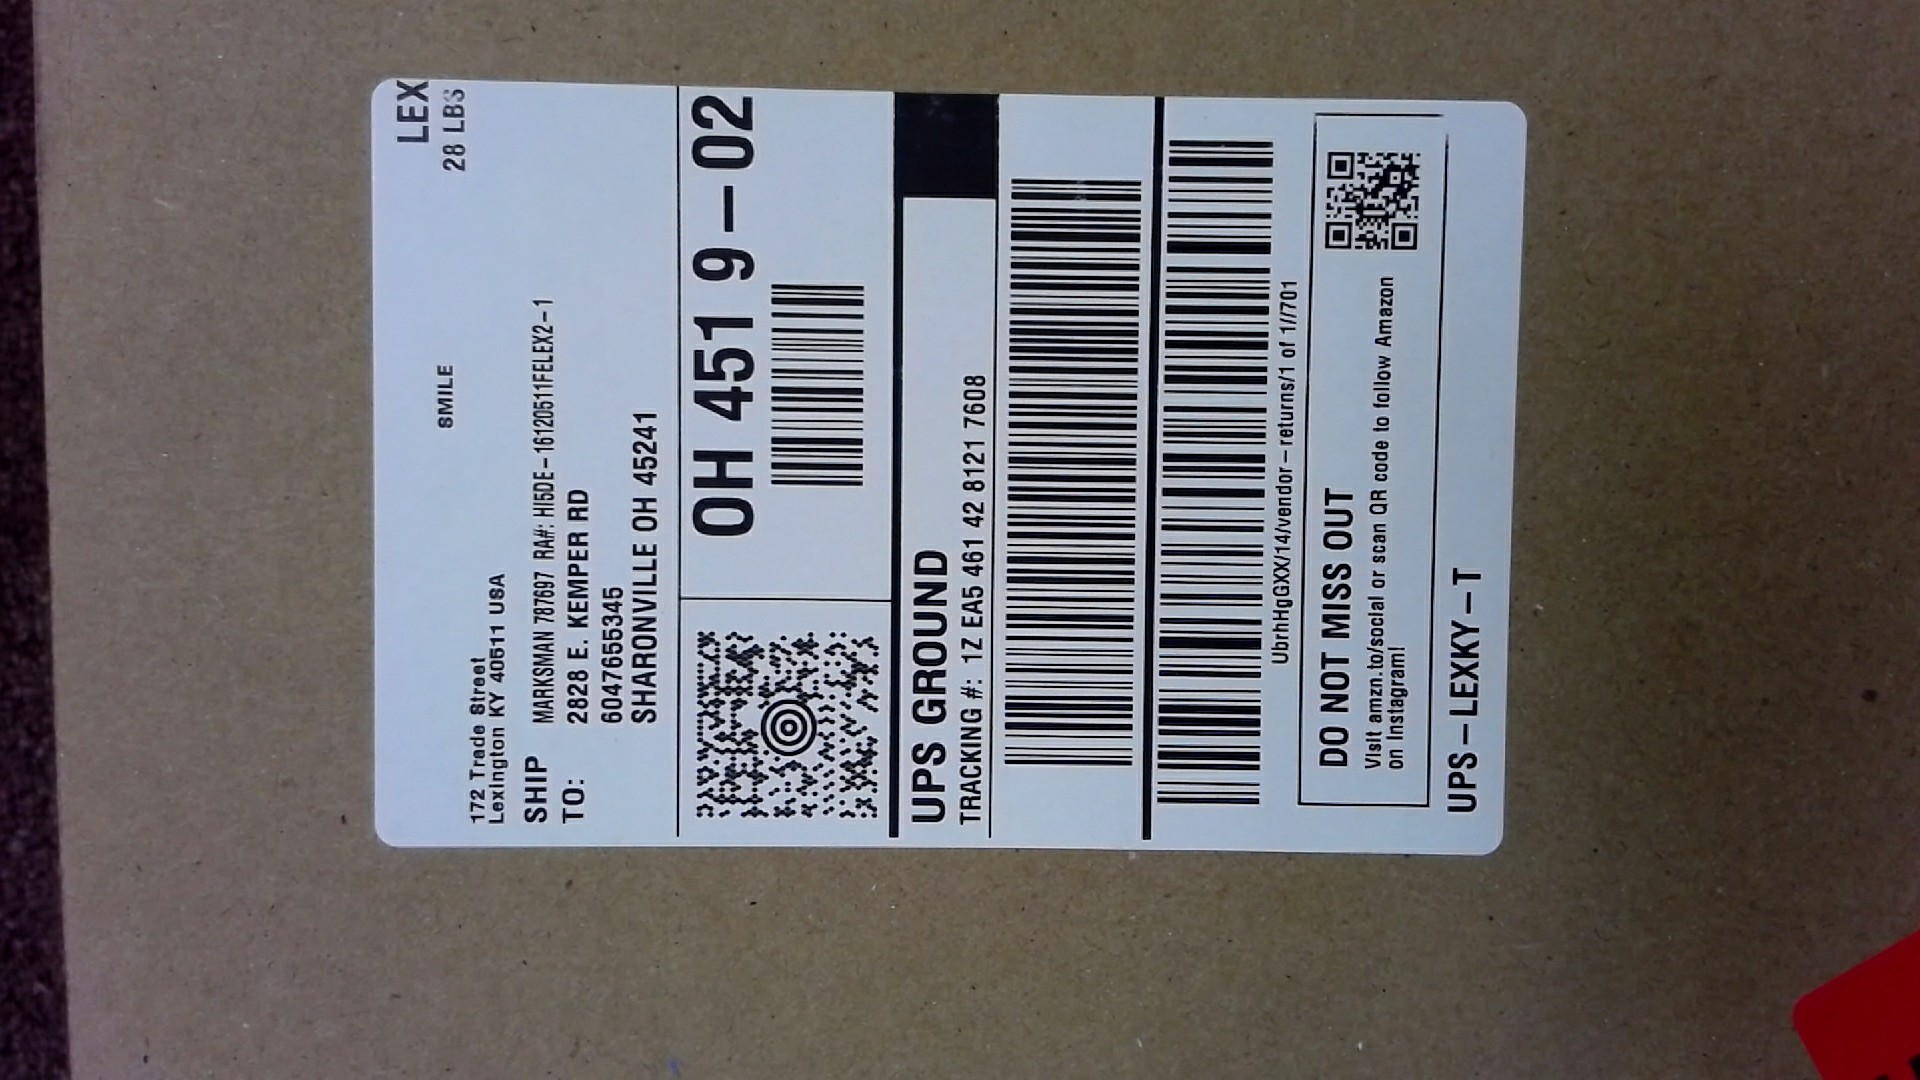 LEX
28 LBS
SMILE
172 Trade Street
Lexington KY 40511 USA
SHIP
TO:
MARKSMAN 787697 RA#: HI5DE-16120511FELEX2-1
2828 E. KEMPER RD
6047655345
SHARONVILLE OH 45241
OH 451 9-02
UPS GROUND
TRACKING #: 1Z EA5 461 42 8121 7608
UbrhHgGXX/14/vendor-returns/1 of 1//701
DO NOT MISS OUT
Visit amzn.to/social or scan QR code to follow Amazon
on Instagram!
UPS-LEXKY-T